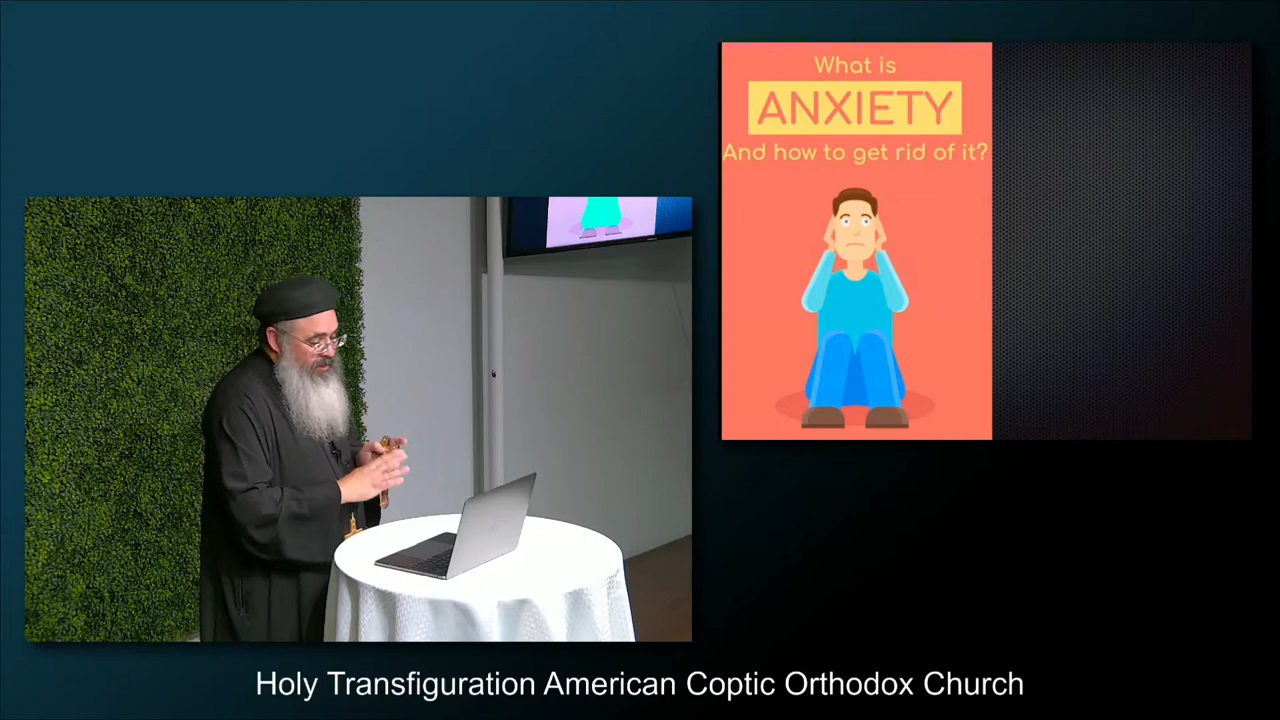 What is
ANXIETY
And how to get rid of it?
Holy Transfiguration American Coptic Orthodox Church